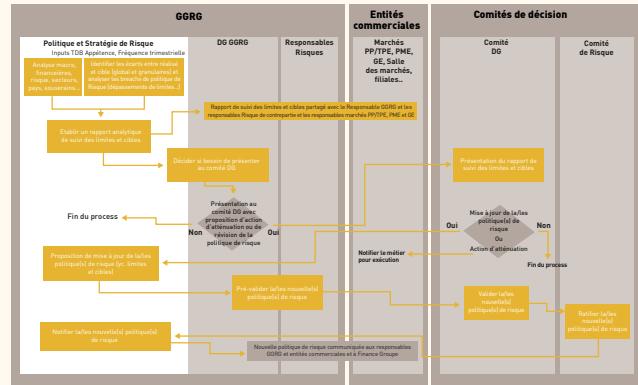 GGRG
Entités
commerciales
Comités de décision
Politique et Stratégie de Risque
Inputs TDB Appétence, Fréquence trimestrielle
DG GGRG
Responsables
Risques
Marchés
PP/TPE, PME,
GE, Salle
des marchés,
filiales..
Comité
DG
Comité
de Risque
Analyse macro,
financières,
risque, secteurs,
pays, souverains...
Identifier les écarts entre réalisé
et cible (global et granulaires) et
analyser les breachs de politique de
Risque (dépassements de limites...)
Rapport de suivi des limites et cibles partagé avec le Responsable GGRG et les
responsables Risque de contrepartie et les responsables marchés PP/TPE, PME et GE
Etablir un rapport analytique
de suivi des limites et cibles
Décider si besoin de présenter
au comité DG
Présentation du rapport de
suivi des limites et cibles
Présentation au
comité DG avec
proposition d'action
d'atténuation ou de
révision de la
politique de risque
Fin du process
Non
Oui
Mise à jour de la/les
politique(s) de
risque
Ou
Action d'atténuation
Oui
Non
Notifier le métier
pour exécution
Fin du process
Proposition de mise à jour de la/les
politique(s) de risque (yc. limites
et cibles)
Pré-valider la/les nouvelle(s)
politique(s) de risque
Valider la/les
nouvelle(s)
politique(s) de risque
Ratifier la/les
nouvelle(s)
politique(s) de risque
Notifier la/les nouvelle(s) politique(s)
de risque
Nouvelle politique de risque communiquée aux responsables
GGRG et entités commerciales et à Finance Groupe